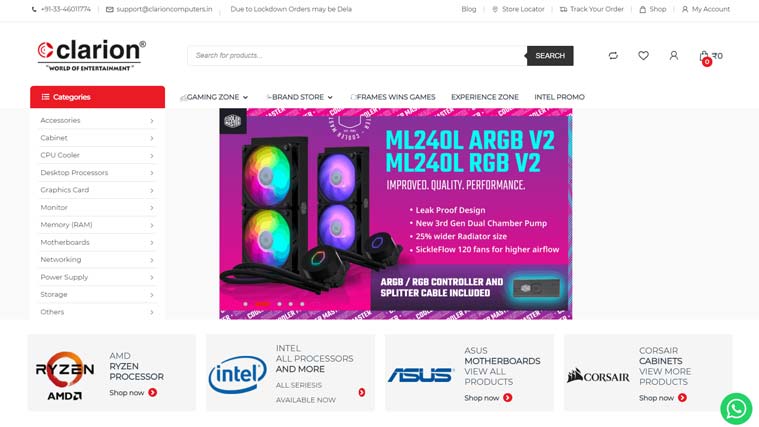 +91-33-46011774
support@clarioncomputers.in
Due to Lockdown Orders may be Dela
Blog
Store Locator
Track Your Order
Shop
My Account
clarion®
"WORLD OF ENTERTAINMENT"
Search for products...
SEARCH
0
₹0
Categories
GAMING ZONE
BRAND STORE
FRAMES WINS GAMES
EXPERIENCE ZONE
INTEL PROMO
Accessories
Cabinet
CPU Cooler
Desktop Processors
Graphics Card
Monitor
Memory (RAM)
Motherboards
Networking
Power Supply
Storage
Others
COOLER MASTER
ML240L ARGB V2
ML240L RGB V2
IMPROVED. QUALITY. PERFORMANCE.
• Leak Proof Design
• New 3rd Gen Dual Chamber Pump
• 25% wider Radiator size
• SickleFlow 120 fans for higher airflow
ARGB / RGB CONTROLLER AND
SPLITTER CABLE INCLUDED
RYZEN
AMD
AMD
RYZEN
PROCESSOR
Shop now
intel
INTEL
ALL PROCESSORS
AND MORE
ALL SERIESIS
AVAILABLE NOW
ASUS
ASUS
MOTHERBOARDS
VIEW ALL
PRODUCTS
Shop now
CORSAIR
CORSAIR
CABINETS
VIEW MORE
PRODUCTS
Shop now